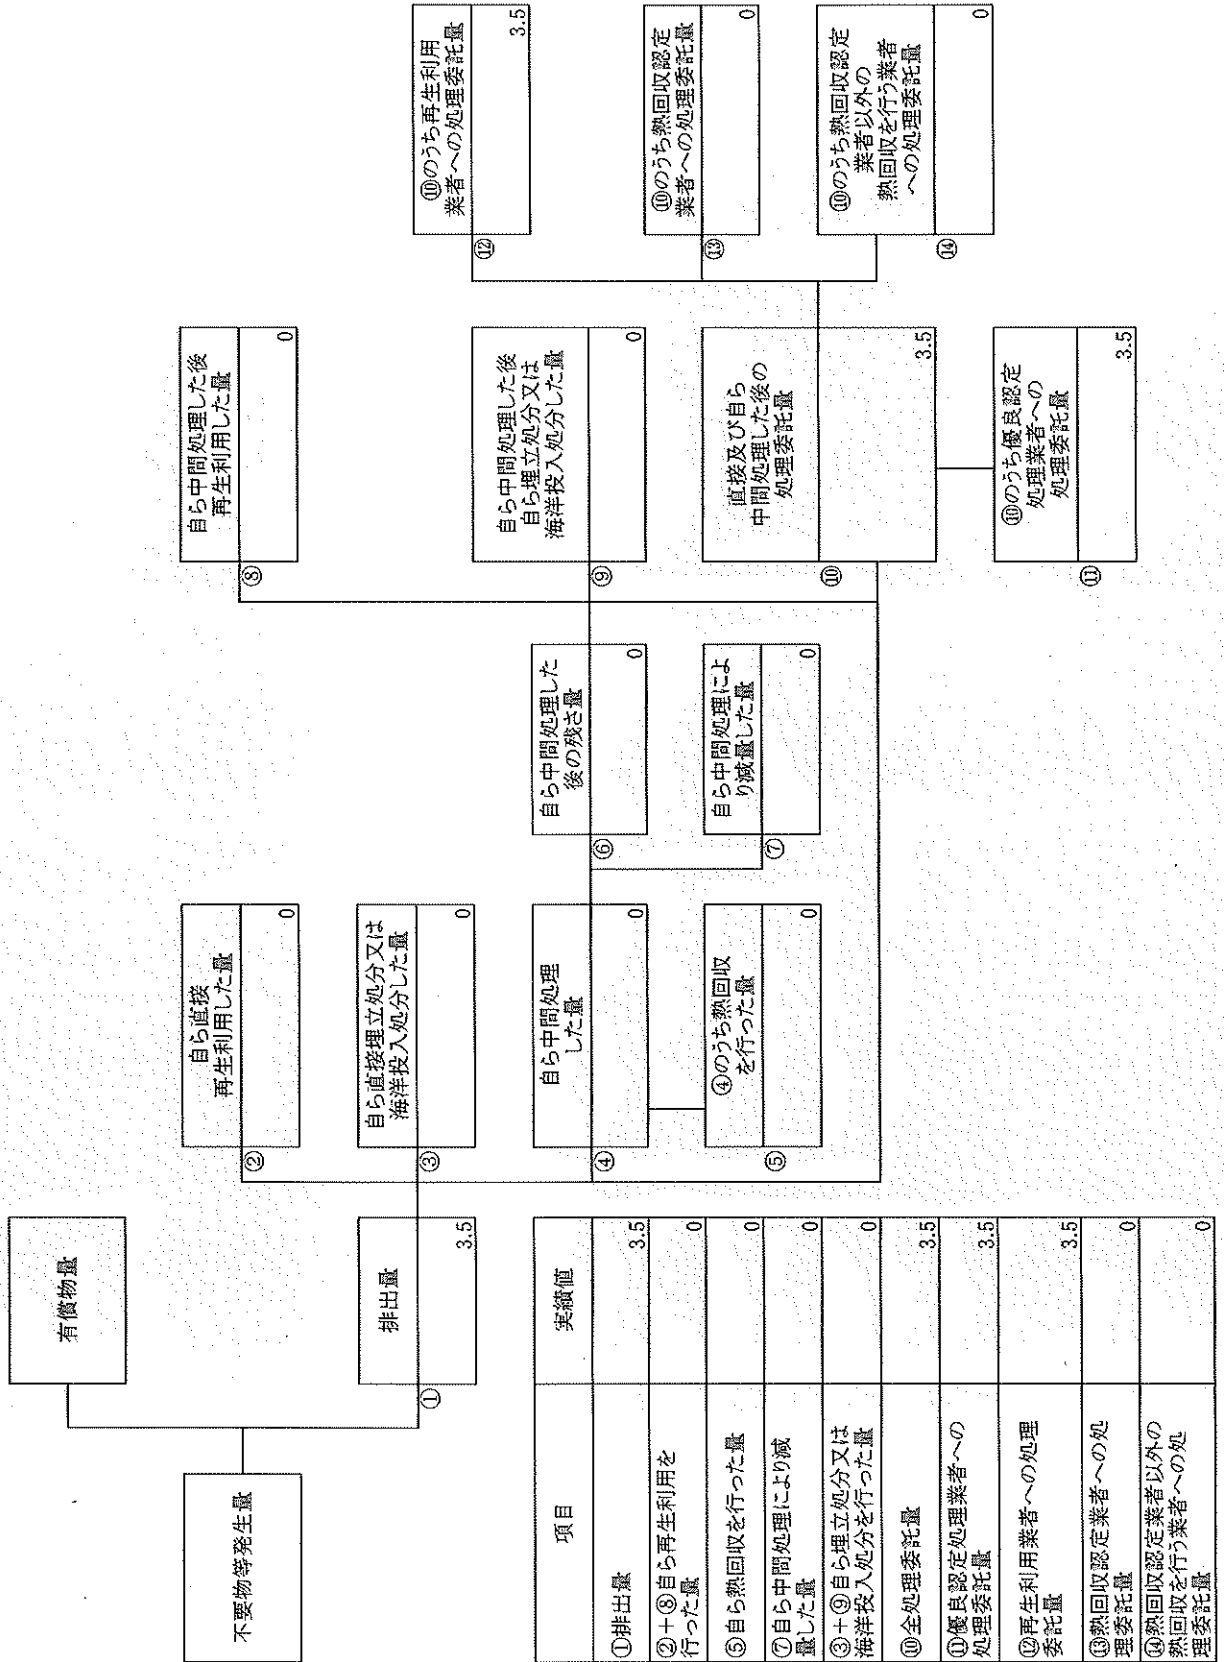 不要物等発生量
有償物量
①
排出量
3.5
②
自ら直接
再生利用した量
0
③
自ら直接埋立処分又は
海洋投入処分した量
0
④
自ら中間処理
した量
0
⑤
④のうち熱回収
を行った量
0
⑥
自ら中間処理した
後の残さ量
0
⑦
自ら中間処理によ
り減量した量
0
⑧
自ら中間処理した後
再生利用した量
0
⑨
自ら中間処理した後
自ら埋立処分又は
海洋投入処分した量
0
⑩
直接及び自ら
中間処理した後の
処理委託量
3.5
⑪
⑩のうち優良認定
処理業者への
処理委託量
3.5
⑫
⑩のうち再生利用
業者への処理委託量
3.5
⑬
⑩のうち熱回収認定
業者への処理委託量
0
⑭
⑩のうち熱回収認定
業者以外の
熱回収を行う業者
への処理委託量
0
項目 実績値
①排出量 3.5
②+⑧自ら再生利用を
行った量 0
⑤自ら熱回収を行った量 0
⑦自ら中間処理により減
量した量 0
③+⑨自ら埋立処分又は
海洋投入処分を行った量 0
⑩全処理委託量 3.5
⑪優良認定処理業者への
処理委託量 3.5
⑫再生利用業者への処理
委託量 3.5
⑬熱回収認定業者への処
理委託量 0
⑭熱回収認定業者以外の
熱回収を行う業者への処
理委託量 0